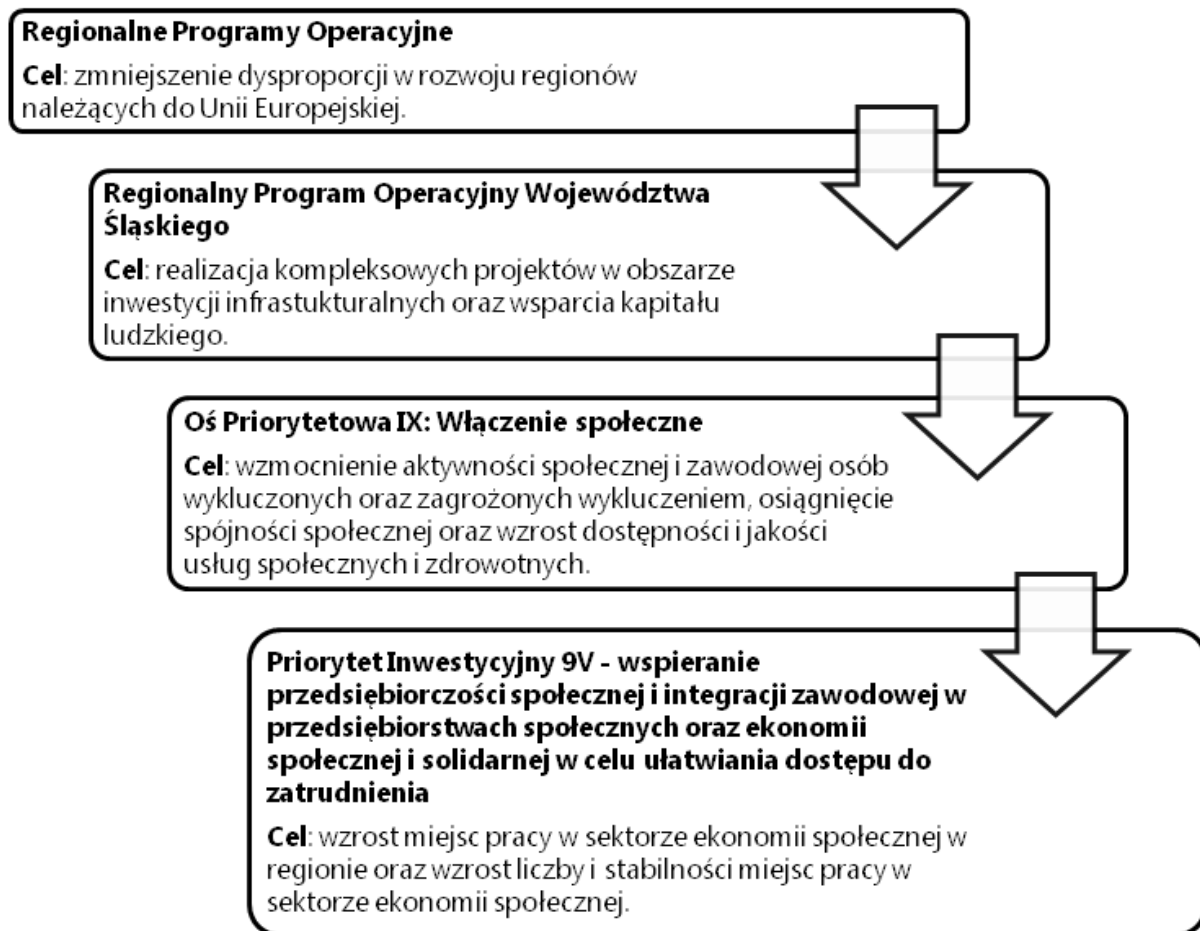 Regionalne Programy Operacyjne
Cel: zmniejszenie dysproporcji w rozwoju regionów
należących do Unii Europejskiej.
Regionalny Program Operacyjny Województwa
Śląskiego
Cel: realizacja kompleksowych projektów w obszarze
inwestycji infrastukturalnych oraz wsparcia kapitału
ludzkiego.
Oś Priorytetowa IX: Włączenie społeczne
Cel: wzmocnienie aktywności społecznej i zawodowej osób
wykluczonych oraz zagrożonych wykluczeniem, osiągnięcie
spójności społecznej oraz wzrost dostępności i jakości
usług społecznych i zdrowotnych.
Priorytet Inwestycyjny 9V - wspieranie
przedsiębiorczości społecznej i integracji zawodowej w
przedsiębiorstwach społecznych oraz ekonomii
społecznej i solidarnej w celu ułatwiania dostępu do
zatrudnienia
Cel: wzrost miejsc pracy w sektorze ekonomii społecznej w
regionie oraz wzrost liczby i stabilności miejsc pracy w
sektorze ekonomii społecznej.